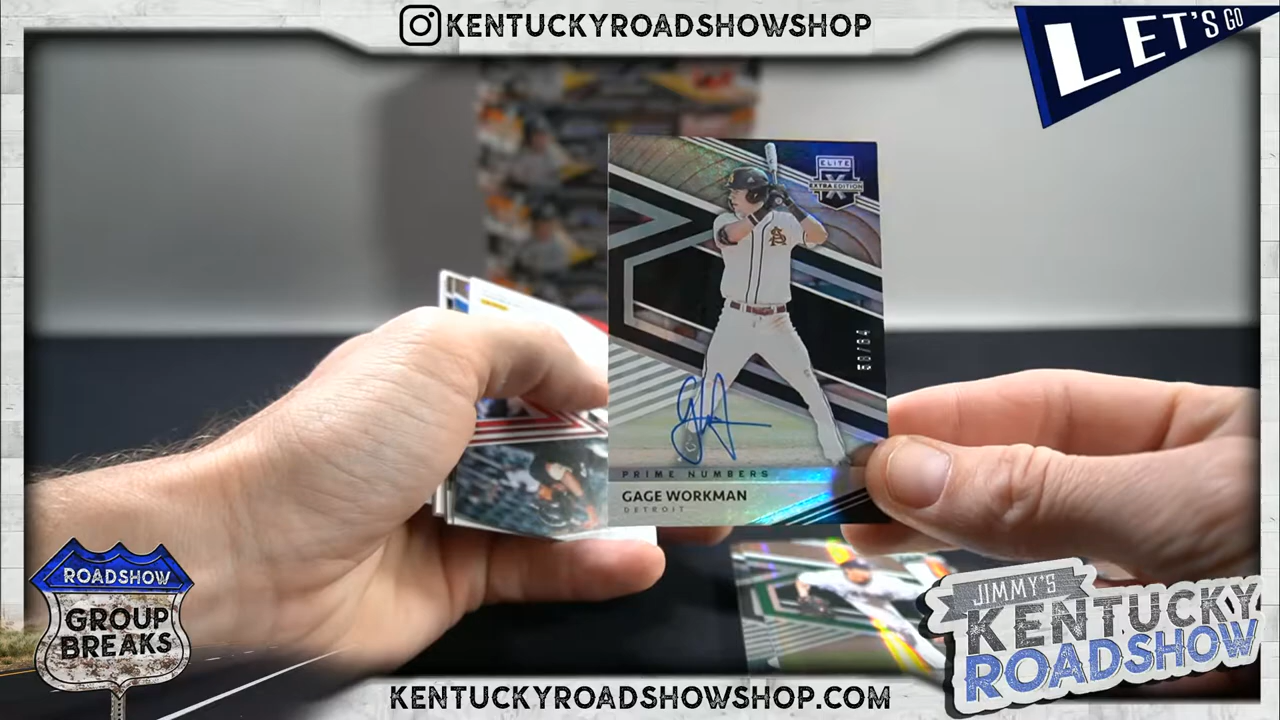 KENTUCKYROADSHOWSHOP
LET'S GO
ELITE
EXTRA EDITION
X
PRIME NUMBERS
GAGE WORKMAN
DETROIT
ROADSHOW
GROUP
BREAKS
JIMMY'S
KENTUCKY
ROADSHOW
KENTUCKYROADSHOWSHOP.COM